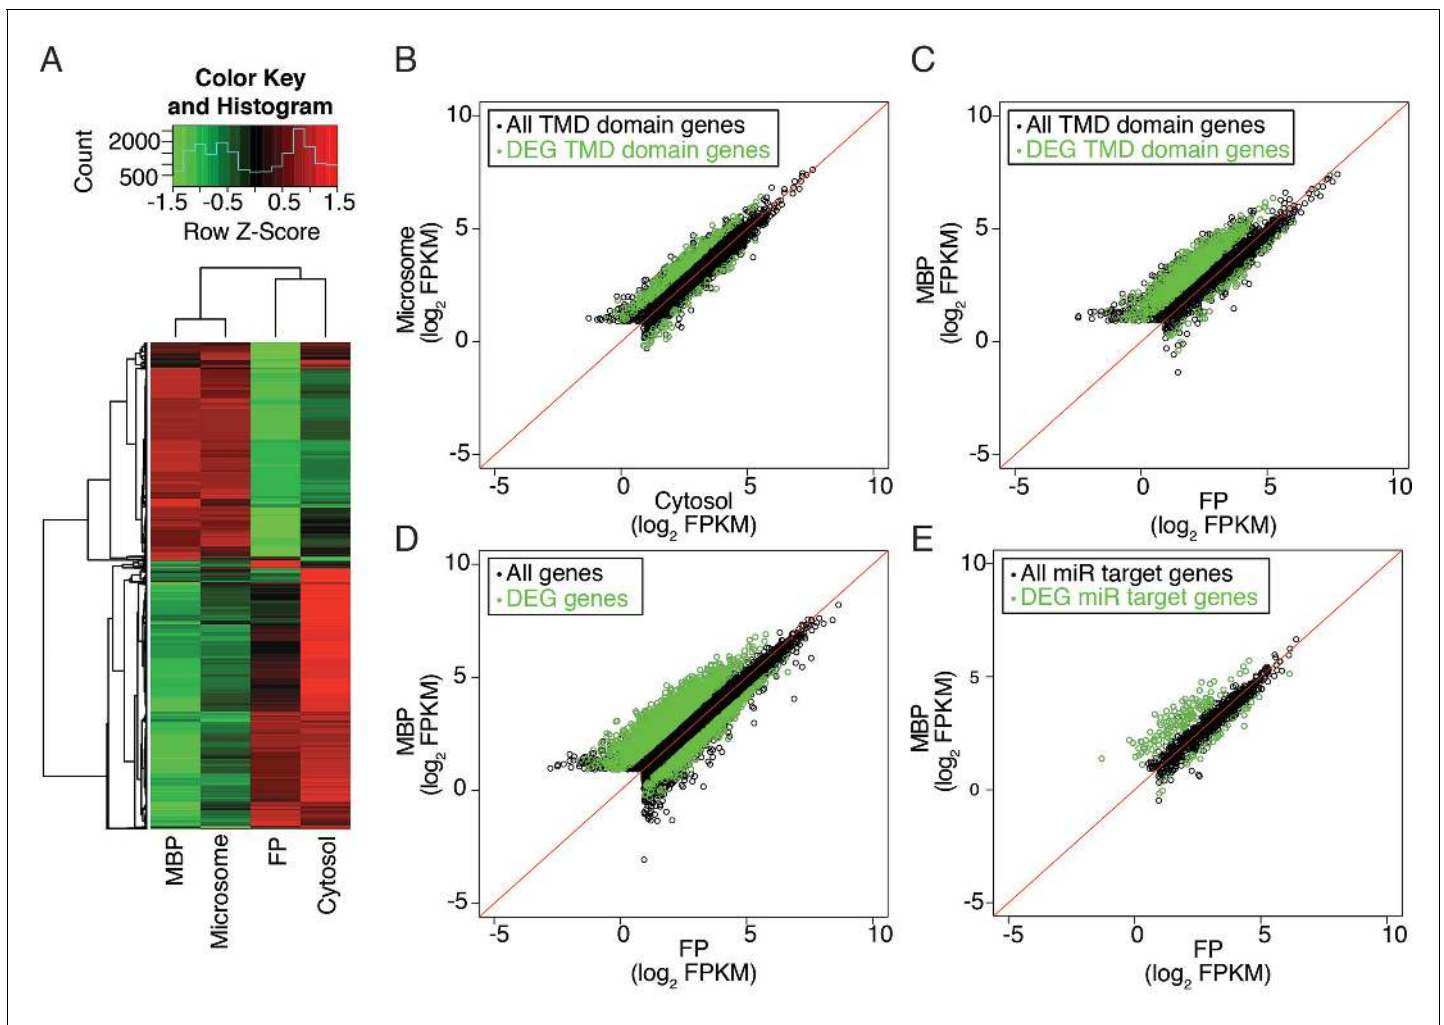 A
Color Key
and Histogram
Count
2000
500
-1.5 -0.5 0.5 1.5
Row Z-Score
MBP
Microsome
FP
Cytosol
B
All TMD domain genes
DEG TMD domain genes
Microsome
(log2 FPKM)
10
5
0
-5
-5 0 5 10
Cytosol
(log2 FPKM)
C
All TMD domain genes
DEG TMD domain genes
MBP
(log2 FPKM)
10
5
0
-5
-5 0 5 10
FP
(log2 FPKM)
D
All genes
DEG genes
MBP
(log2 FPKM)
10
5
0
-5
-5 0 5 10
FP
(log2 FPKM)
E
All miR target genes
DEG miR target genes
MBP
(log2 FPKM)
10
5
0
-5
-5 0 5 10
FP
(log2 FPKM)